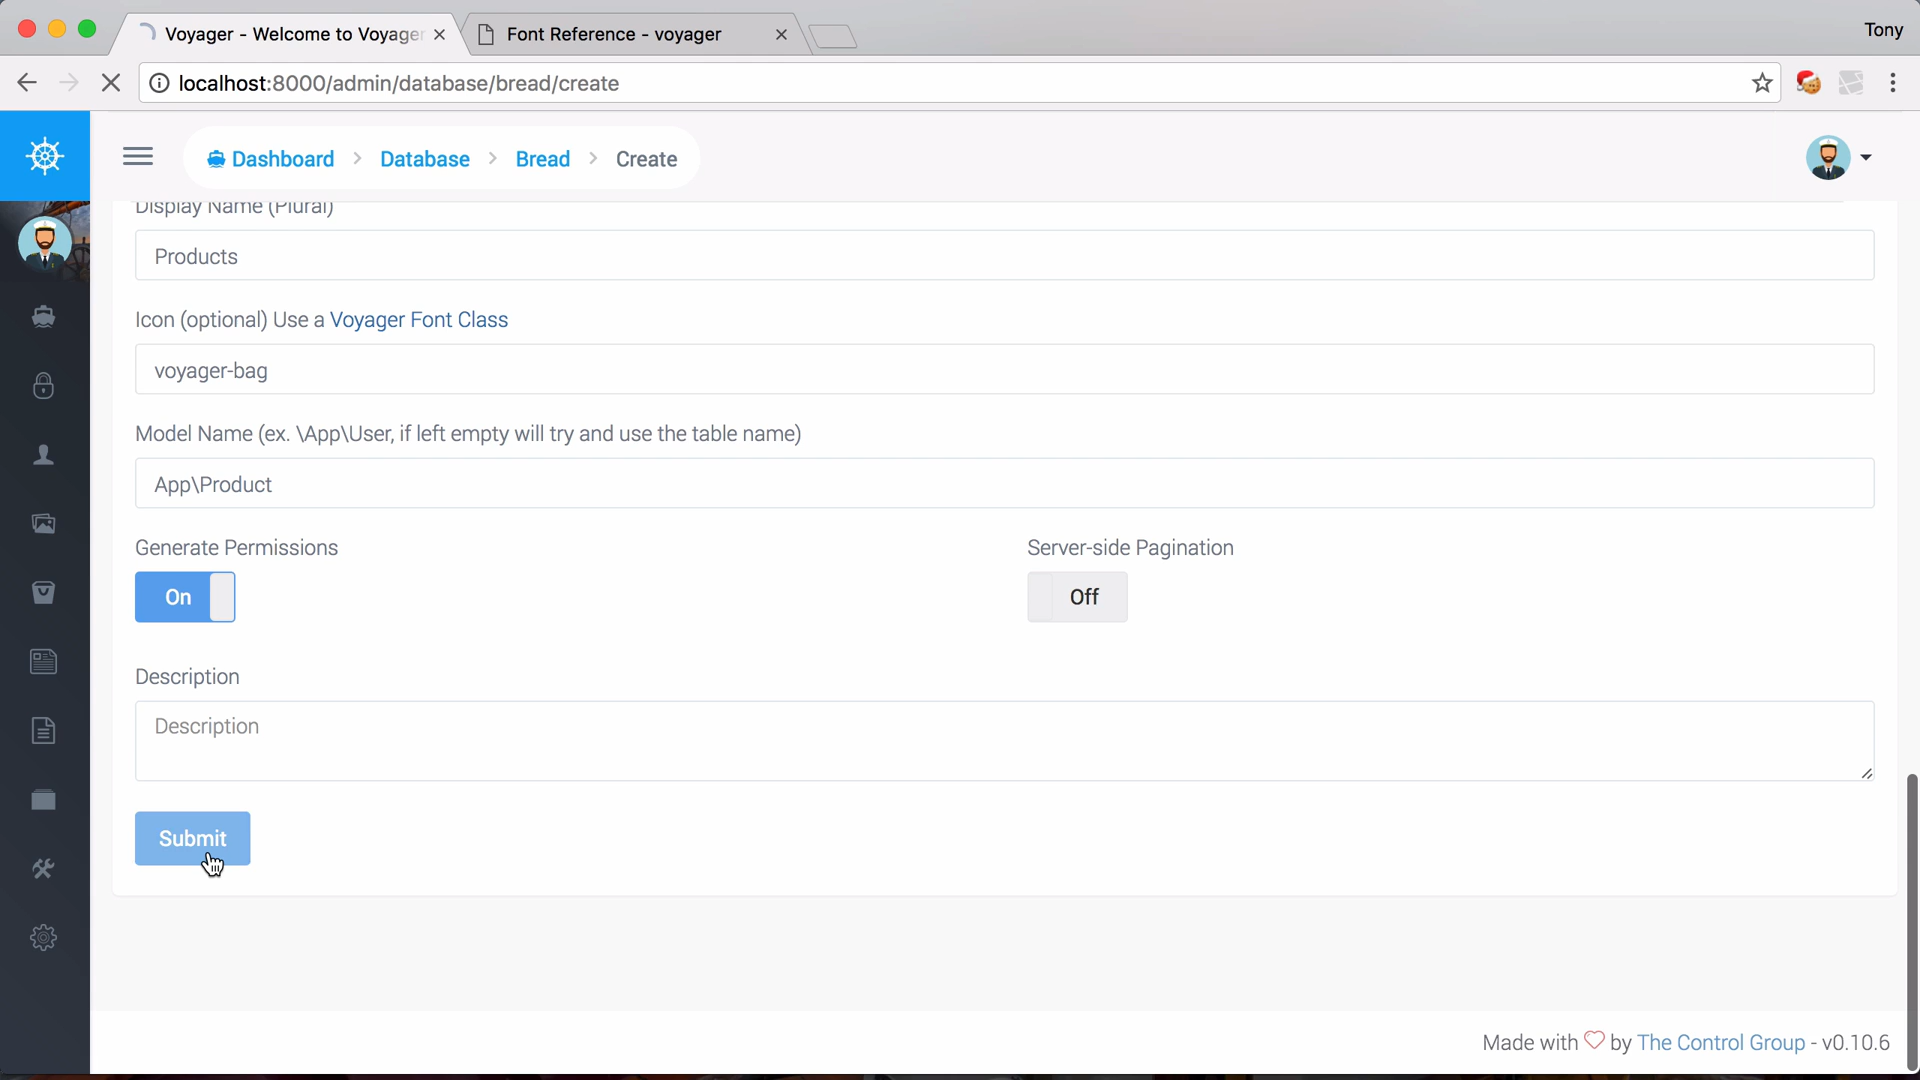 Voyager - Welcome to Voyager
Font Reference - voyager
Tony
localhost:8000/admin/database/bread/create
Dashboard > Database > Bread > Create
Display Name (Plural)
Products
Icon (optional) Use a Voyager Font Class
voyager-bag
Model Name (ex. \App\User, if left empty will try and use the table name)
App\Product
Generate Permissions
Server-side Pagination
On
Off
Description
Description
Submit
Made with ♡ by The Control Group - v0.10.6